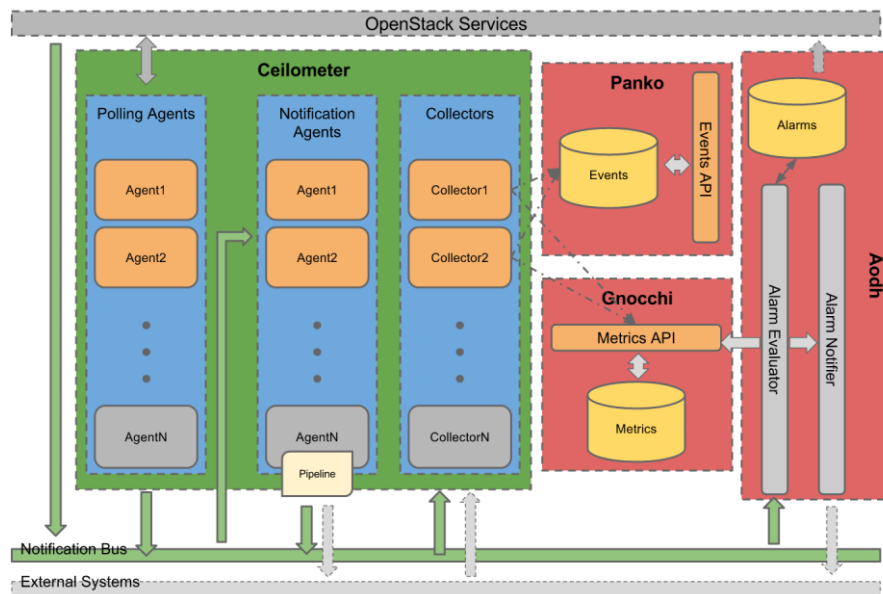 OpenStack Services
Ceilometer
Polling Agents
Agent1
Agent2
AgentN
Notification
Agents
Agent1
Agent2
AgentN
Pipeline
Collectors
Collector1
Collector2
CollectorN
Panko
Events
Events API
Gnocchi
Metrics API
Metrics
Aodh
Alarms
Alarm Evaluator
Alarm Notifier
Notification Bus
External Systems